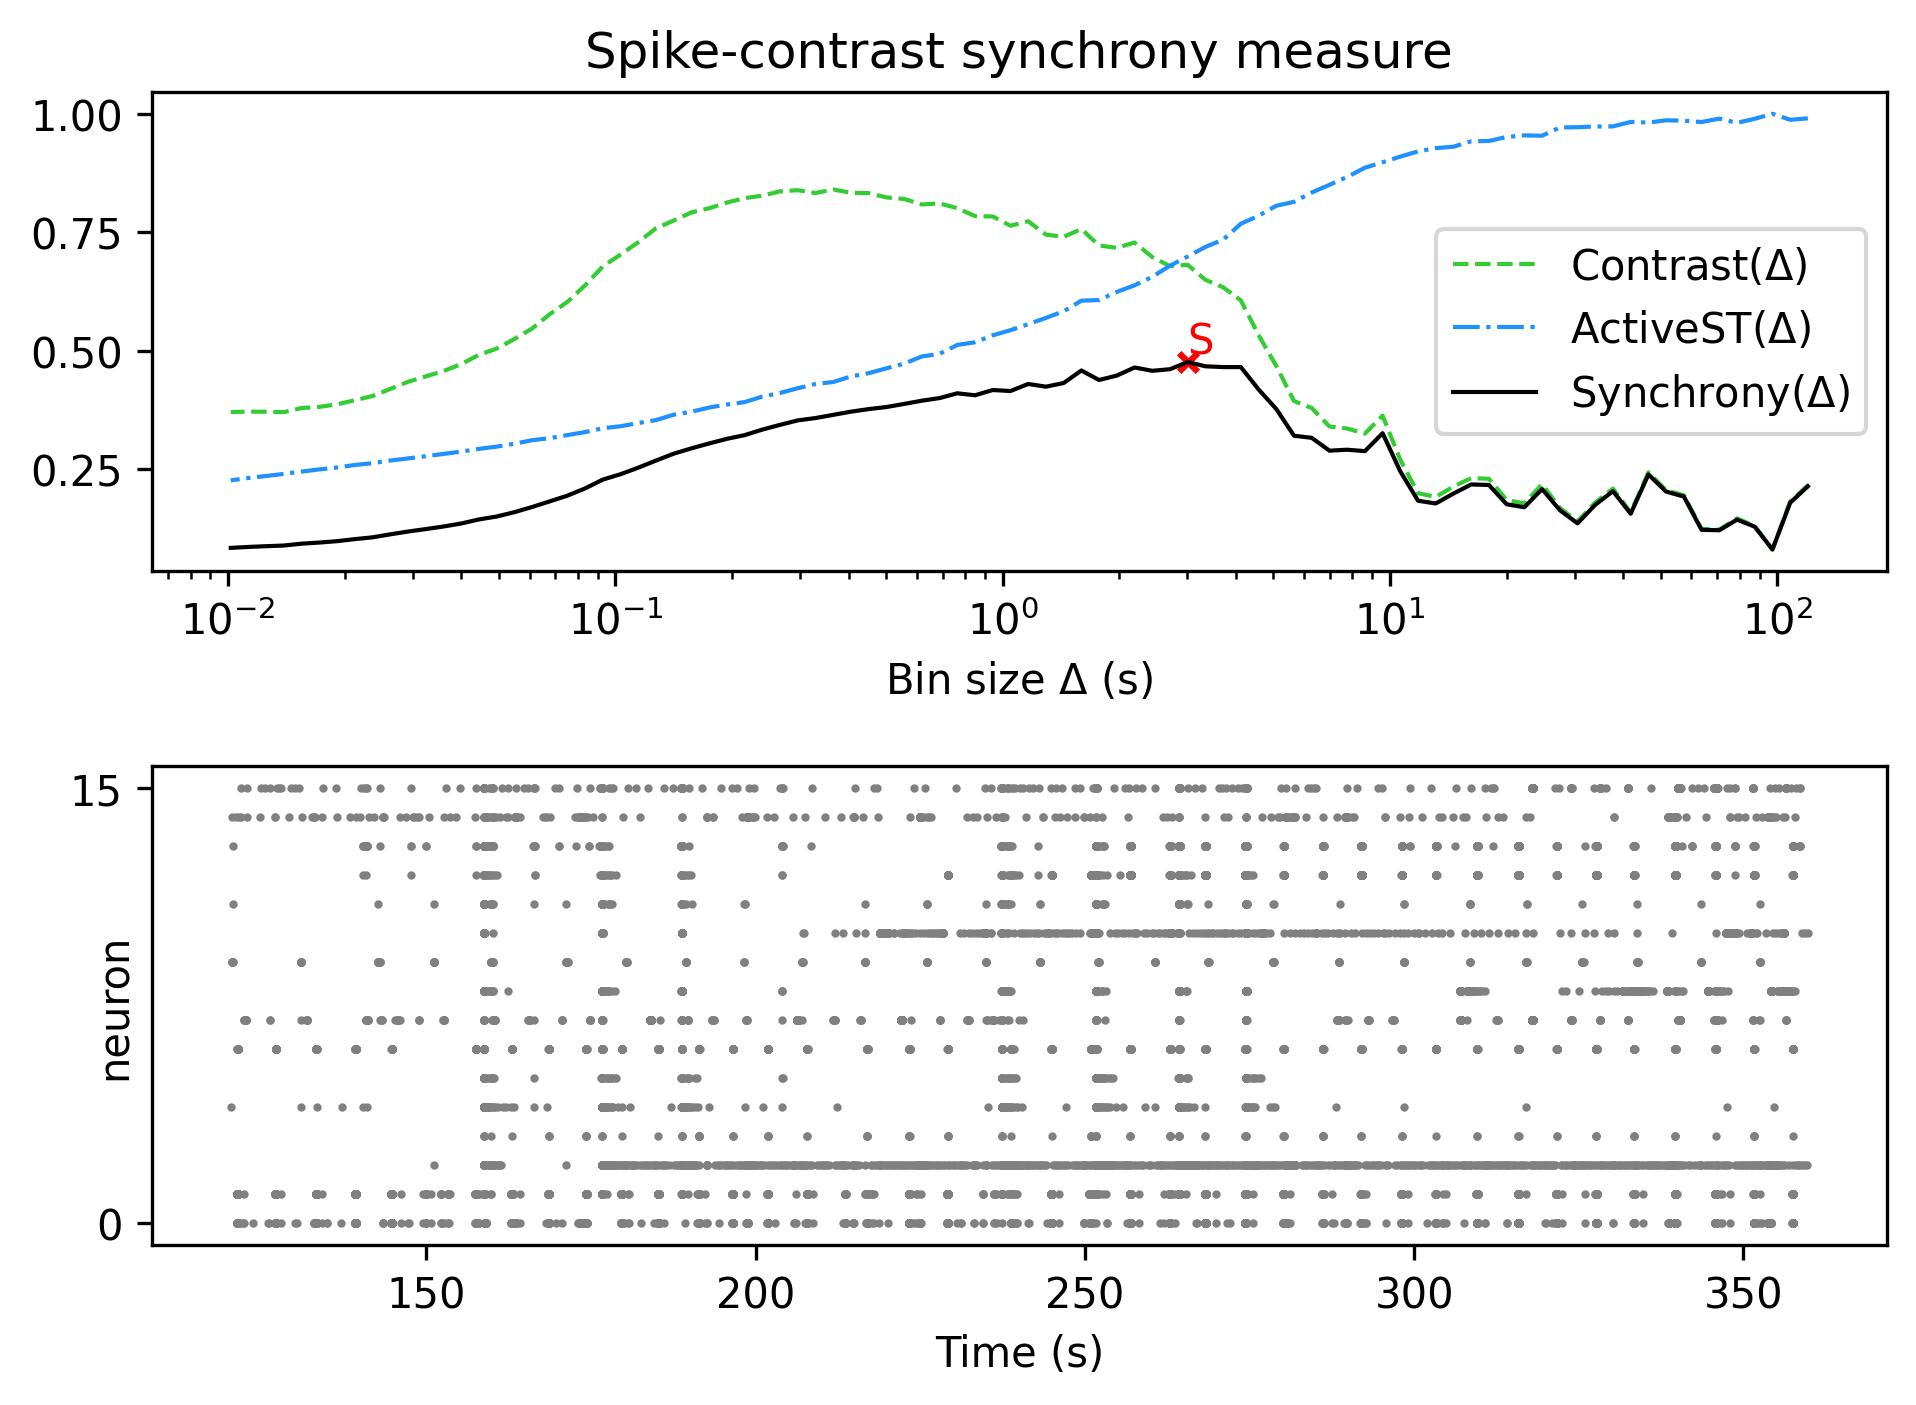 Spike-contrast synchrony measure
1.00
0.75
0.50
0.25
S
Contrast(Δ)
ActiveST(Δ)
Synchrony(Δ)
10⁻² 10⁻¹ 10⁰ 10¹ 10²
Bin size Δ (s)
15
neuron
0
150 200 250 300 350
Time (s)